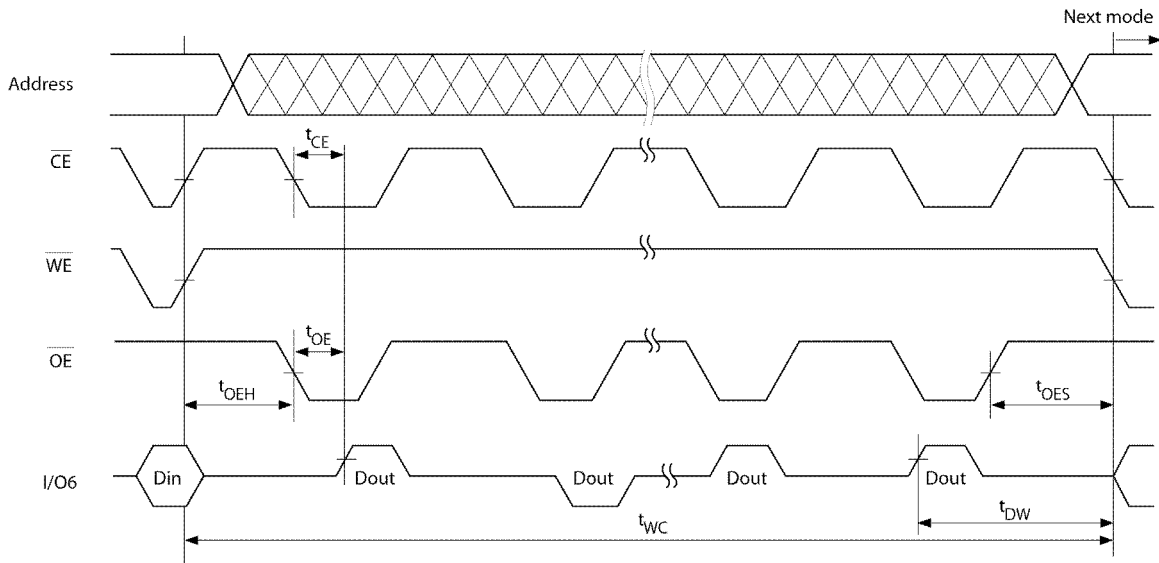 Next mode
Address
tCE
CE
WE
tOE
OE
tOEH
tOES
I/O6
Din
Dout
Dout
Dout
Dout
tWC
tDW